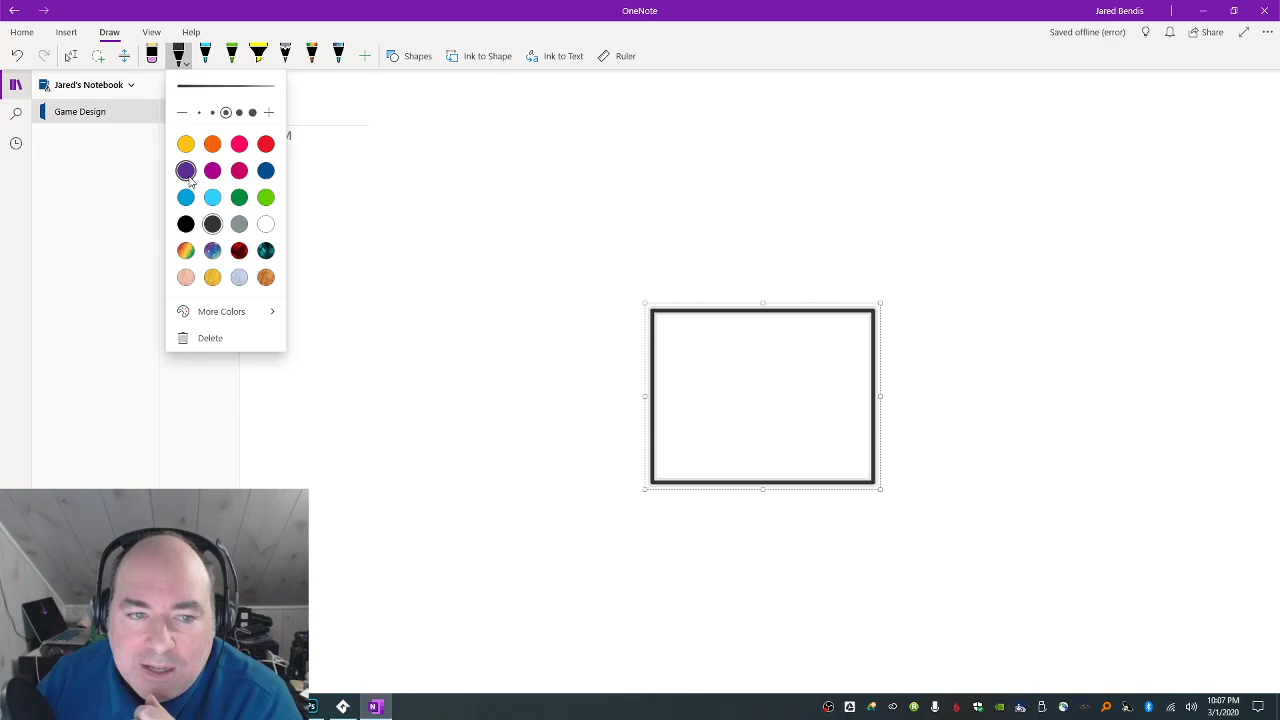 OneNote
Jared Bendis
Home Insert Draw View Help
Saved offline (error)
Share
Shapes
Ink to Shape
Ink to Text
Ruler
Jared's Notebook
Game Design
M
More Colors
Delete
10:07 PM
3/1/2020